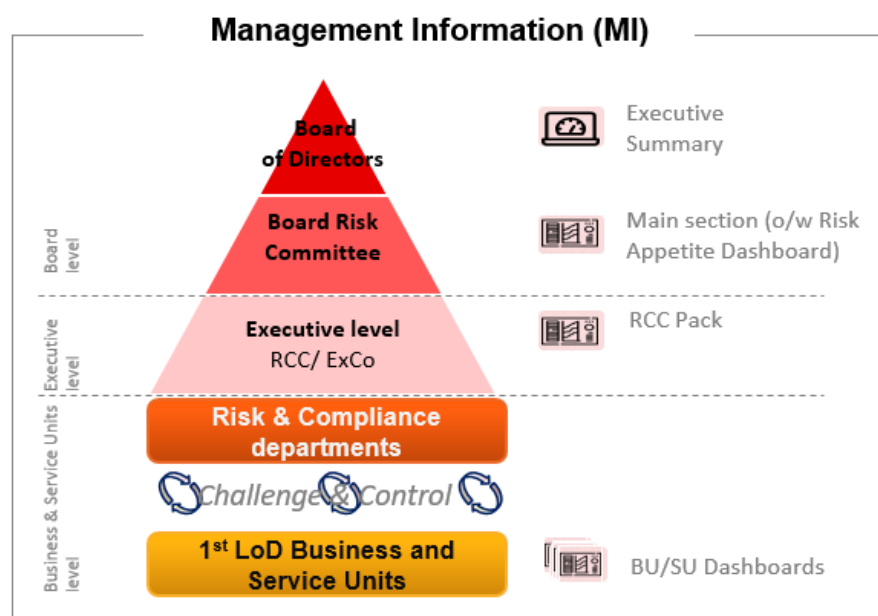 Management Information (MI)
Board
of Directors
Executive
Summary
Board Risk
Committee
Main section (o/w Risk
Appetite Dashboard)
Board
level
Executive level
RCC/ ExCo
RCC Pack
Executive
level
Risk & Compliance
departments
Challenge & Control
1st LoD Business and
Service Units
BU/SU Dashboards
Business & Service Units
level